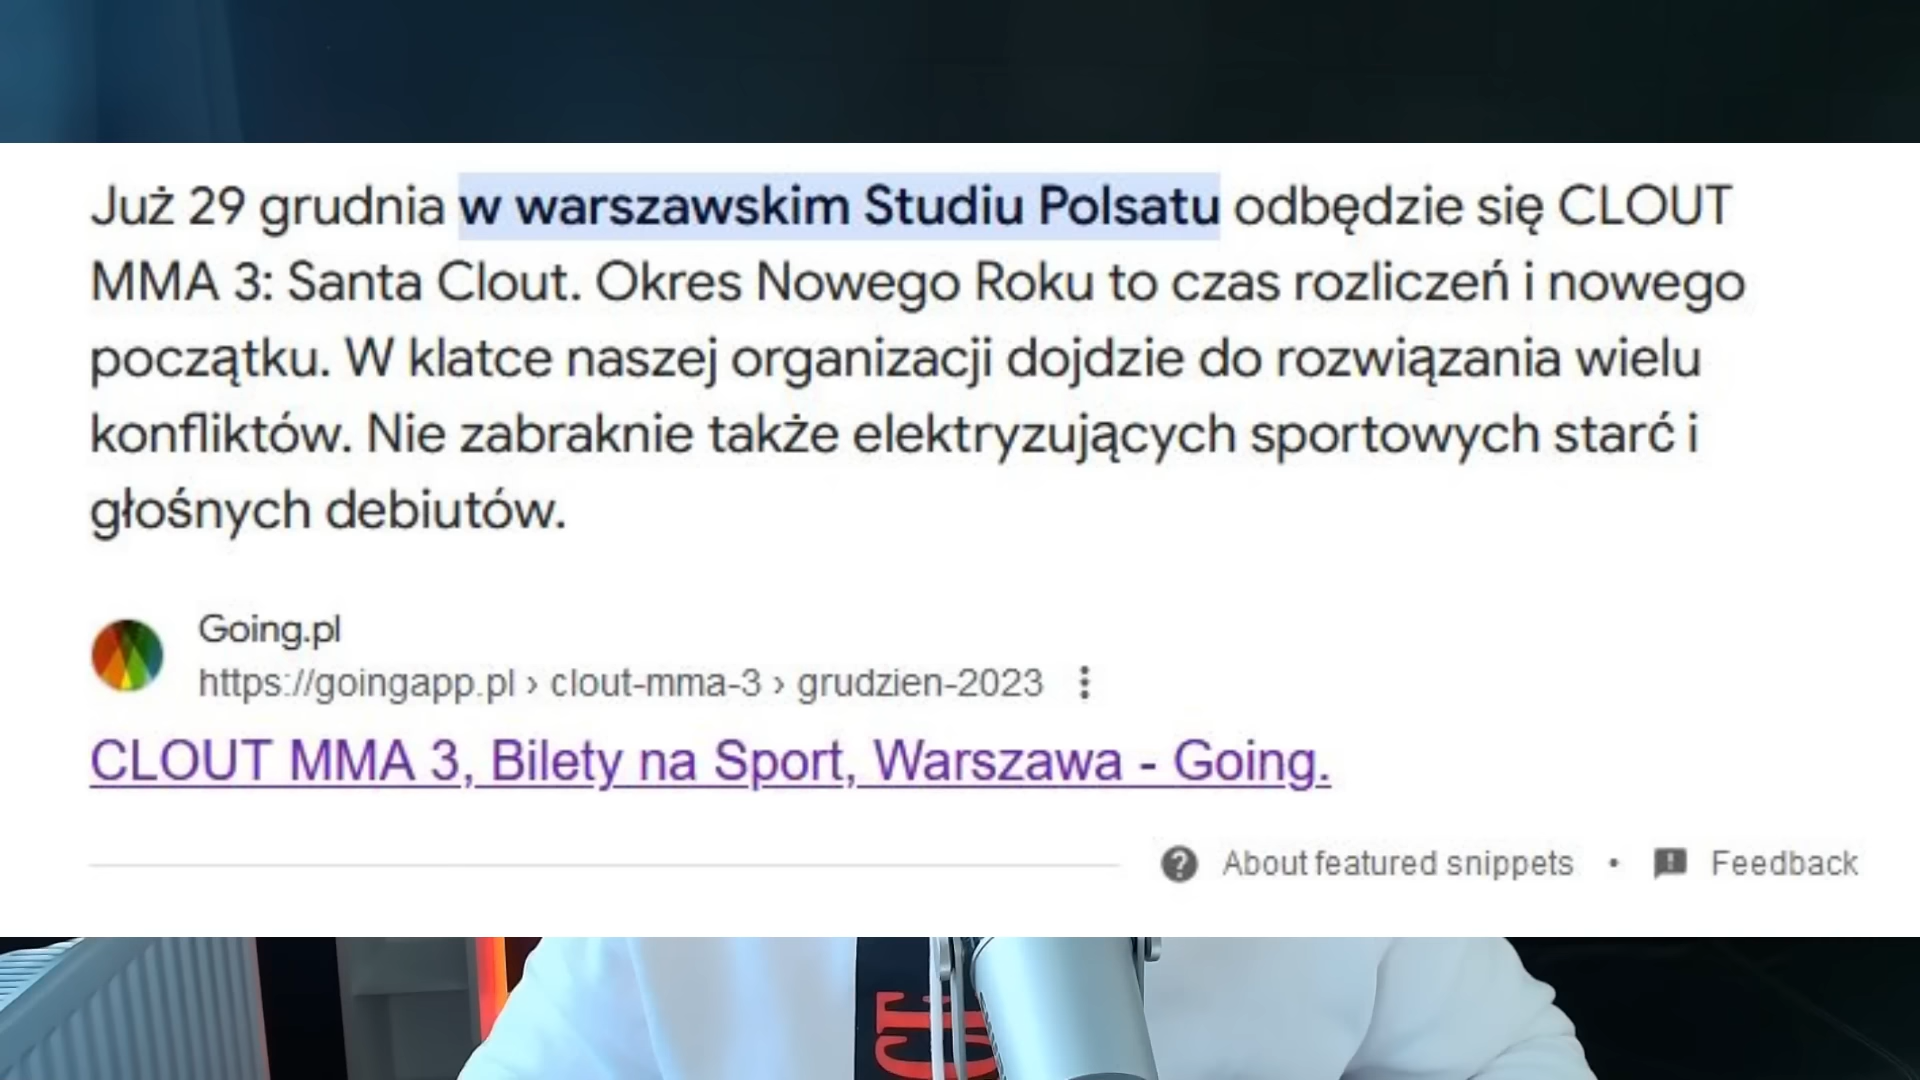 Już 29 grudnia w warszawskim Studiu Polsatu odbędzie się CLOUT
MMA 3: Santa Clout. Okres Nowego Roku to czas rozliczeń i nowego
początku. W klatce naszej organizacji dojdzie do rozwiązania wielu
konfliktów. Nie zabraknie także elektryzujących sportowych starć i
głośnych debiutów.
Going.pl
https://goingapp.pl › clout-mma-3 › grudzien-2023
CLOUT MMA 3, Bilety na Sport, Warszawa - Going.
About featured snippets • Feedback